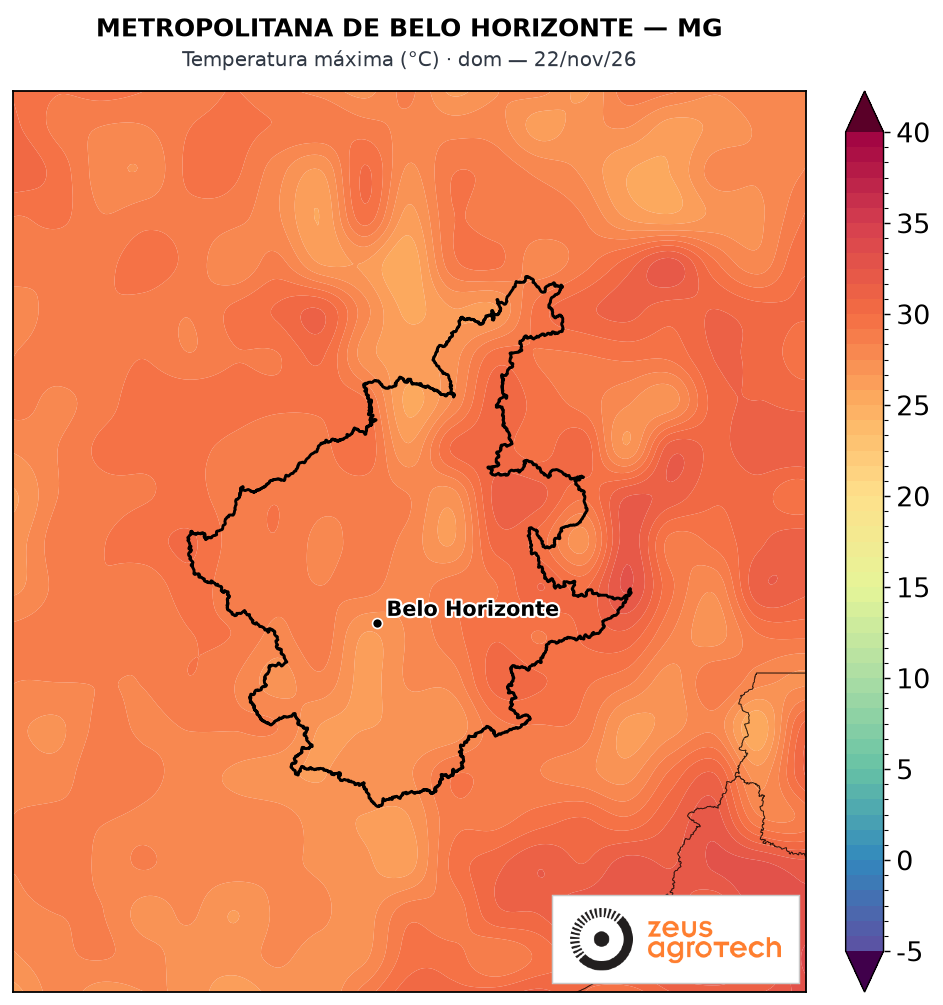 METROPOLITANA DE BELO HORIZONTE — MG
Temperatura máxima (°C) · dom — 22/nov/26
40
35
30
25
20
15
10
5
0
-5
Belo Horizonte
zeus
agrotech